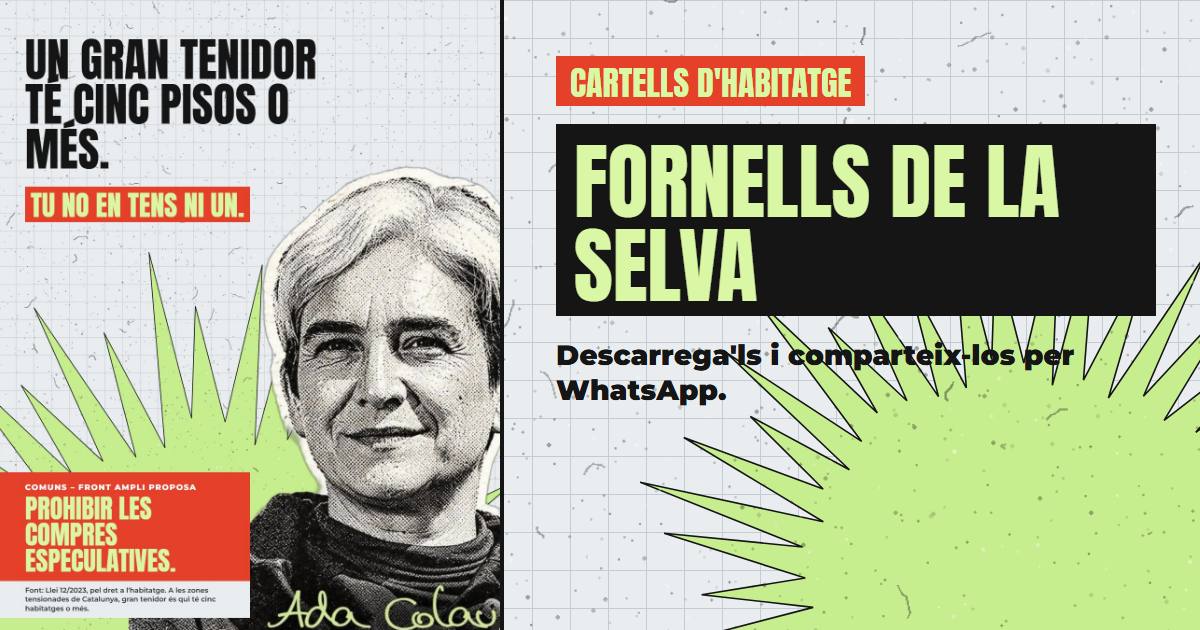 UN GRAN TENIDOR
TÉ CINC PISOS O
MÉS.
TU NO EN TENS NI UN.
COMUNS – FRONT AMPLI PROPOSA
PROHIBIR LES
COMPRES
ESPECULATIVES.
Font: Llei 12/2023, pel dret a l'habitatge. A les zones
tensionades de Catalunya, gran tenidor és qui té cinc
habitatges o més.
Ada Colau
CARTELLS D'HABITATGE
FORNELLS DE LA
SELVA
Descarrega'ls i comparteix-los per
WhatsApp.